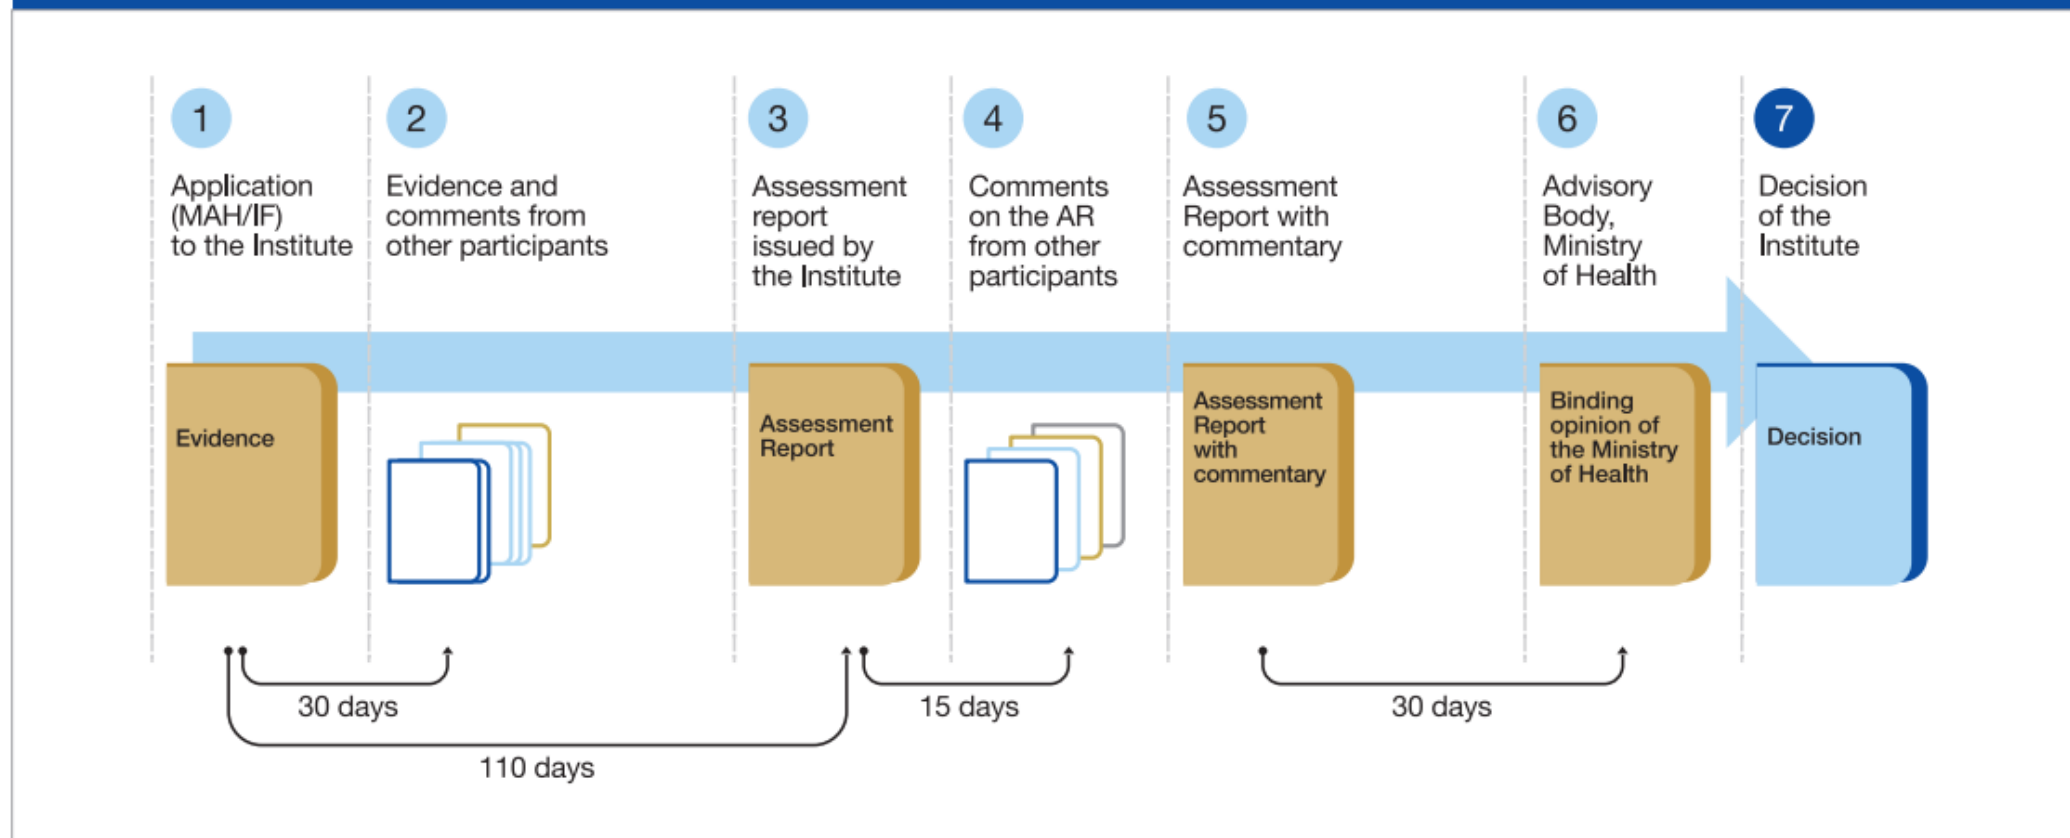 1
Application
(MAH/IF)
to the Institute
2
Evidence and
comments from
other participants
3
Assessment
report
issued by
the Institute
4
Comments
on the AR
from other
participants
5
Assessment
Report with
commentary
6
Advisory
Body,
Ministry
of Health
7
Decision
of the
Institute
Evidence
Assessment
Report
Assessment
Report
with
commentary
Binding
opinion of
the Ministry
of Health
Decision
30 days
110 days
15 days
30 days